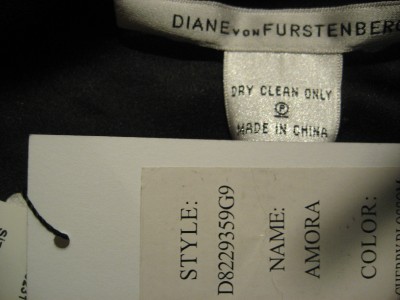 DIANE VON FURSTENBERG
DRY CLEAN ONLY
P
MADE IN CHINA
STYLE:
D8229359G9
NAME:
AMORA
COLOR: